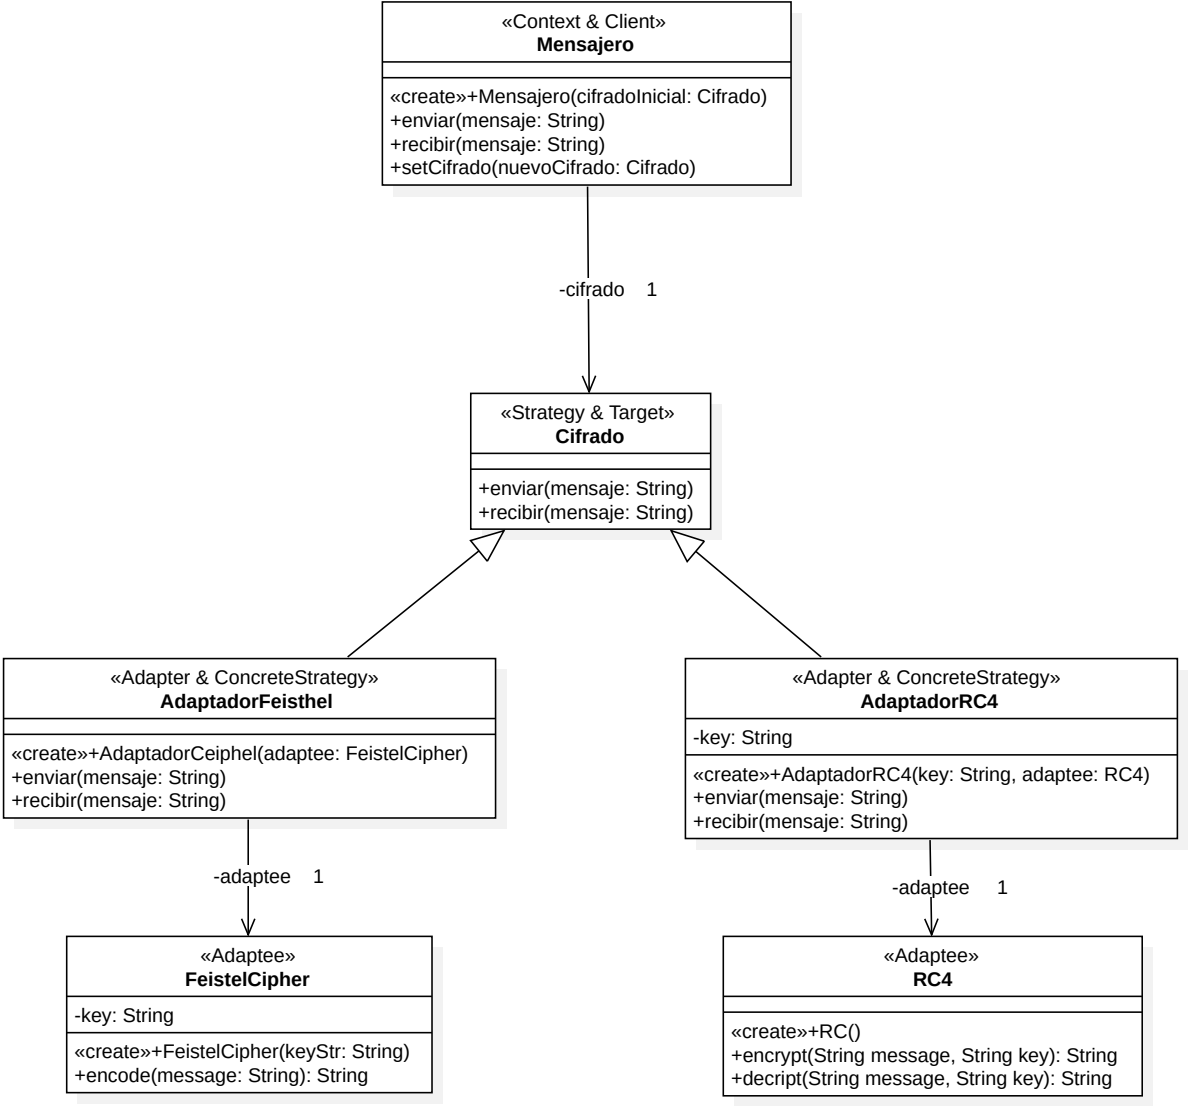 «Context & Client»
Mensajero
«create»+Mensajero(cifradoInicial: Cifrado)
+enviar(mensaje: String)
+recibir(mensaje: String)
+setCifrado(nuevoCifrado: Cifrado)
-cifrado 1
«Strategy & Target»
Cifrado
+enviar(mensaje: String)
+recibir(mensaje: String)
«Adapter & ConcreteStrategy»
AdaptadorFeisthel
«create»+AdaptadorCeiphel(adaptee: FeistelCipher)
+enviar(mensaje: String)
+recibir(mensaje: String)
«Adapter & ConcreteStrategy»
AdaptadorRC4
-key: String
«create»+AdaptadorRC4(key: String, adaptee: RC4)
+enviar(mensaje: String)
+recibir(mensaje: String)
-adaptee 1
-adaptee 1
«Adaptee»
FeistelCipher
-key: String
«create»+FeistelCipher(keyStr: String)
+encode(message: String): String
«Adaptee»
RC4
«create»+RC()
+encrypt(String message, String key): String
+decript(String message, String key): String